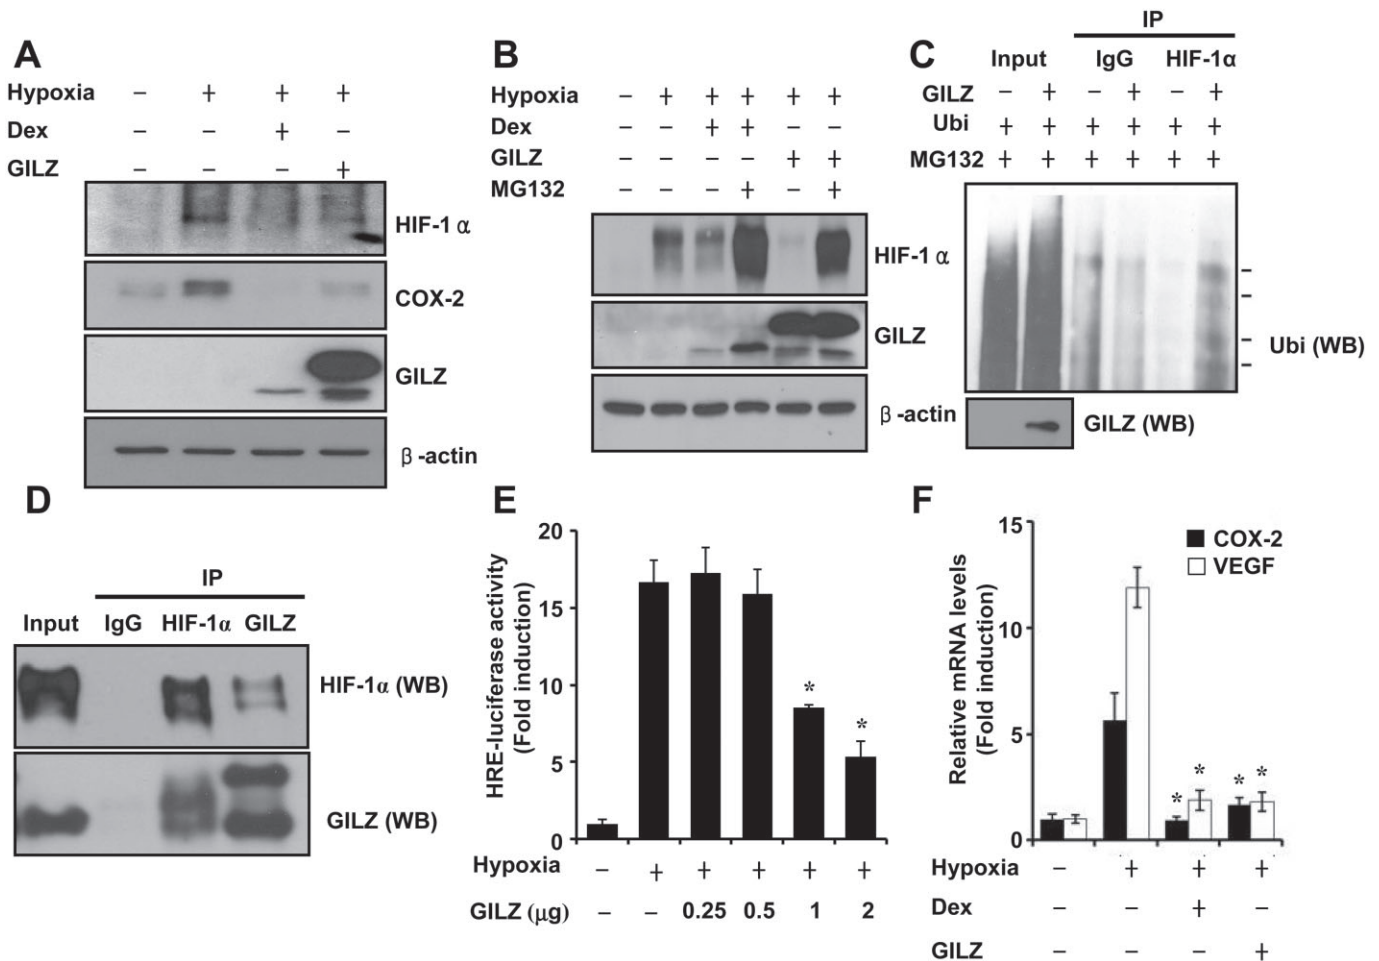 A
Hypoxia − + + +
Dex − − + −
GILZ − − − +
HIF-1 α
COX-2
GILZ
β -actin
B
Hypoxia − + + + + +
Dex − − + + − −
GILZ − − − − + +
MG132 − − − + − +
HIF-1 α
GILZ
β -actin
C
IP
Input IgG HIF-1α
GILZ − + − + − +
Ubi + + + + + +
MG132 + + + + + +
Ubi (WB)
GILZ (WB)
D
IP
Input IgG HIF-1α GILZ
HIF-1α (WB)
GILZ (WB)
E
HRE-luciferase activity
(Fold induction)
20
15
10
5
0
* *
Hypoxia − + + + + +
GILZ (μg) − − 0.25 0.5 1 2
F
Relative mRNA levels
(Fold induction)
15
10
5
0
COX-2
VEGF
* * * *
Hypoxia − + + +
Dex − − + −
GILZ − − − +